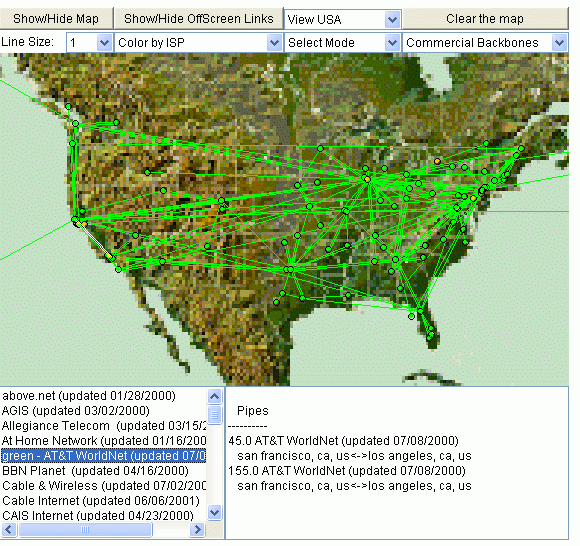 Show/Hide Map
Show/Hide OffScreen Links
View USA
Clear the map
Line Size:
1
Color by ISP
Select Mode
Commercial Backbones
above.net (updated 01/28/2000)
AGIS (updated 03/02/2000)
Allegiance Telecom (updated 03/15/2
At Home Network (updated 01/16/200
green - AT&T WorldNet (updated 07/0
BBN Planet (updated 04/16/2000)
Cable & Wireless (updated 07/02/200
Cable Internet (updated 06/06/2001)
CAIS Internet (updated 04/23/2000)
Pipes
----------
45.0 AT&T WorldNet (updated 07/08/2000)
san francisco, ca, us<->los angeles, ca, us
155.0 AT&T WorldNet (updated 07/08/2000)
san francisco, ca, us<->los angeles, ca, us